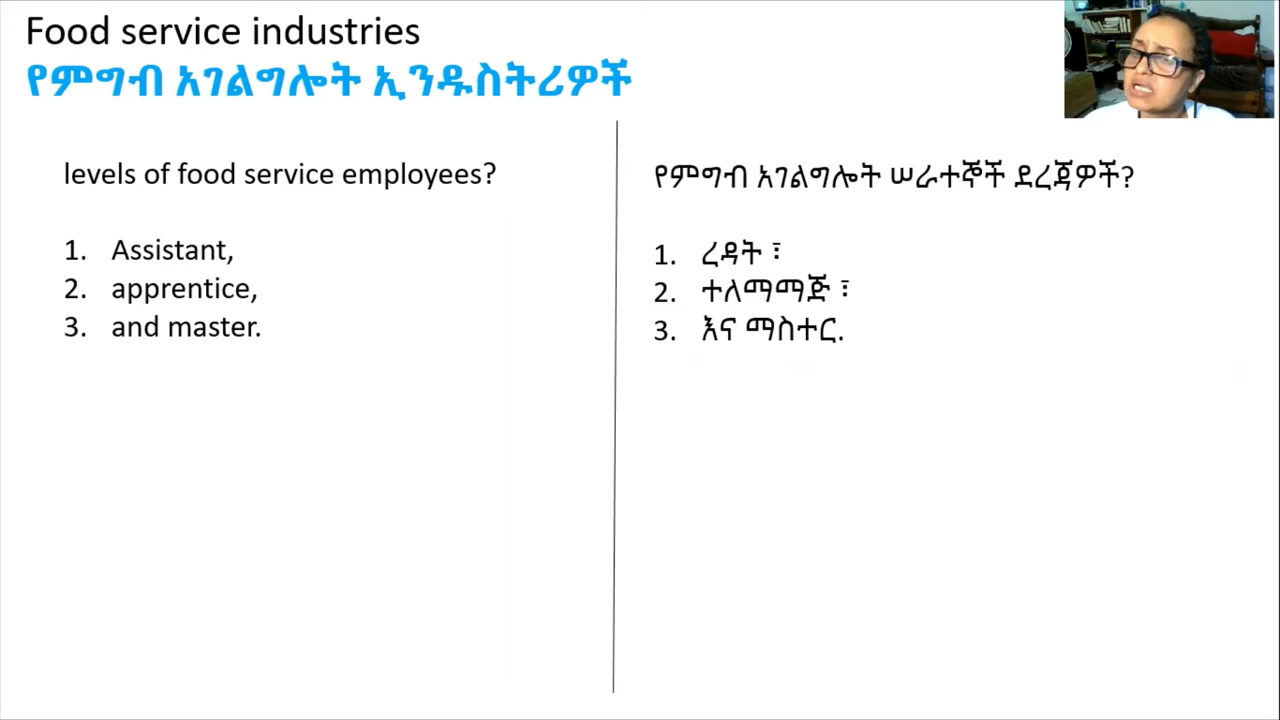 Food service industries
የምግብ አገልግሎት ኢንዱስትሪዎች
levels of food service employees?
1. Assistant,
2. apprentice,
3. and master.
የምግብ አገልግሎት ሠራተኞች ደረጃዎች?
1. ረዳት ፣
2. ተለማማጅ ፣
3. እና ማስተር.